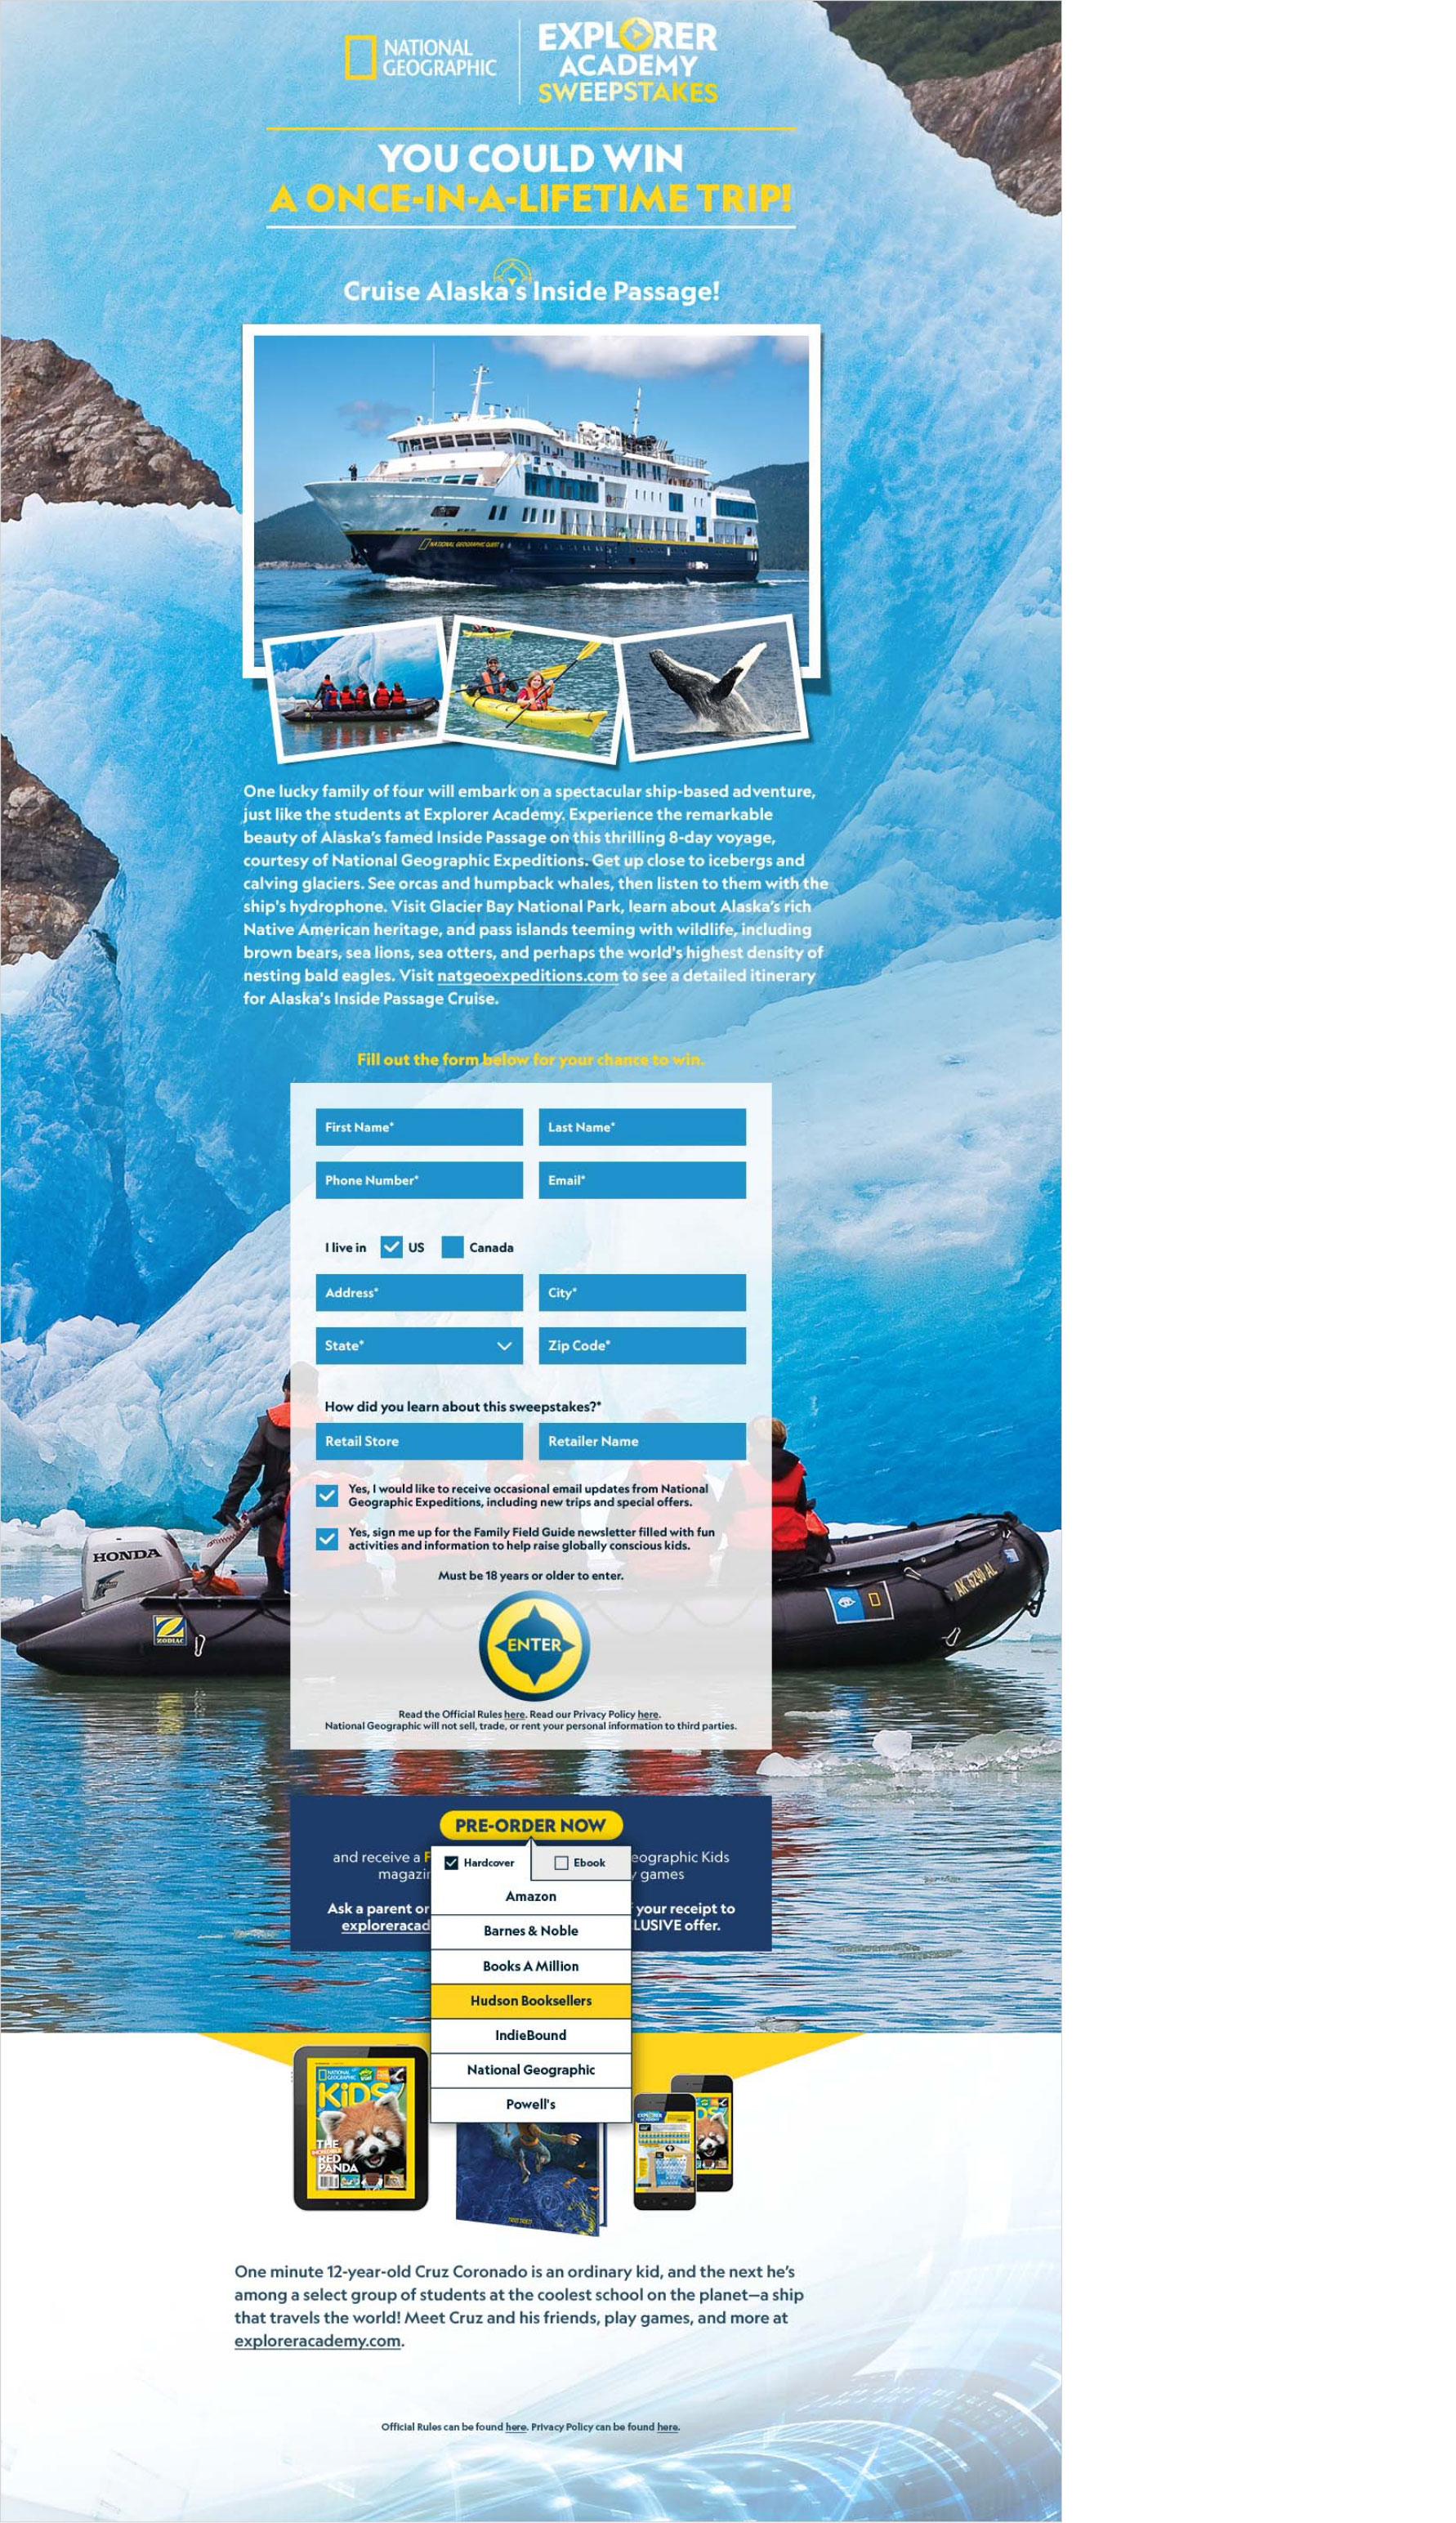 NATIONAL
GEOGRAPHIC
EXPLORER
ACADEMY
SWEEPSTAKES
YOU COULD WIN
A ONCE-IN-A-LIFETIME TRIP!
Cruise Alaska's Inside Passage!
NATIONAL GEOGRAPHIC QUEST
One lucky family of four will embark on a spectacular ship-based adventure,
just like the students at Explorer Academy. Experience the remarkable
beauty of Alaska's famed Inside Passage on this thrilling 8-day voyage,
courtesy of National Geographic Expeditions. Get up close to icebergs and
calving glaciers. See orcas and humpback whales, then listen to them with the
ship's hydrophone. Visit Glacier Bay National Park, learn about Alaska's rich
Native American heritage, and pass islands teeming with wildlife, including
brown bears, sea lions, sea otters, and perhaps the world's highest density of
nesting bald eagles. Visit natgeoexpeditions.com to see a detailed itinerary
for Alaska's Inside Passage Cruise.
Fill out the form below for your chance to win.
First Name* Last Name*
Phone Number* Email*
I live in US Canada
Address* City*
State* Zip Code*
How did you learn about this sweepstakes?*
Retail Store Retailer Name
Yes, I would like to receive occasional email updates from National
Geographic Expeditions, including new trips and special offers.
Yes, sign me up for the Family Field Guide newsletter filled with fun
activities and information to help raise globally conscious kids.
HONDA
Must be 18 years or older to enter.
AK 6290 AL
ZODIAC
ENTER
Read the Official Rules here. Read our Privacy Policy here.
National Geographic will not sell, trade, or rent your personal information to third parties.
PRE-ORDER NOW
and receive a F eographic Kids
magazin y games
Ask a parent or your receipt to
exploreracad LUSIVE offer.
Hardcover Ebook
Amazon
Barnes & Noble
Books A Million
Hudson Booksellers
IndieBound
National Geographic
Powell's
KiDS
THE
INCREDIBLE
RED
PANDA
One minute 12-year-old Cruz Coronado is an ordinary kid, and the next he's
among a select group of students at the coolest school on the planet—a ship
that travels the world! Meet Cruz and his friends, play games, and more at
exploreracademy.com.
Official Rules can be found here. Privacy Policy can be found here.